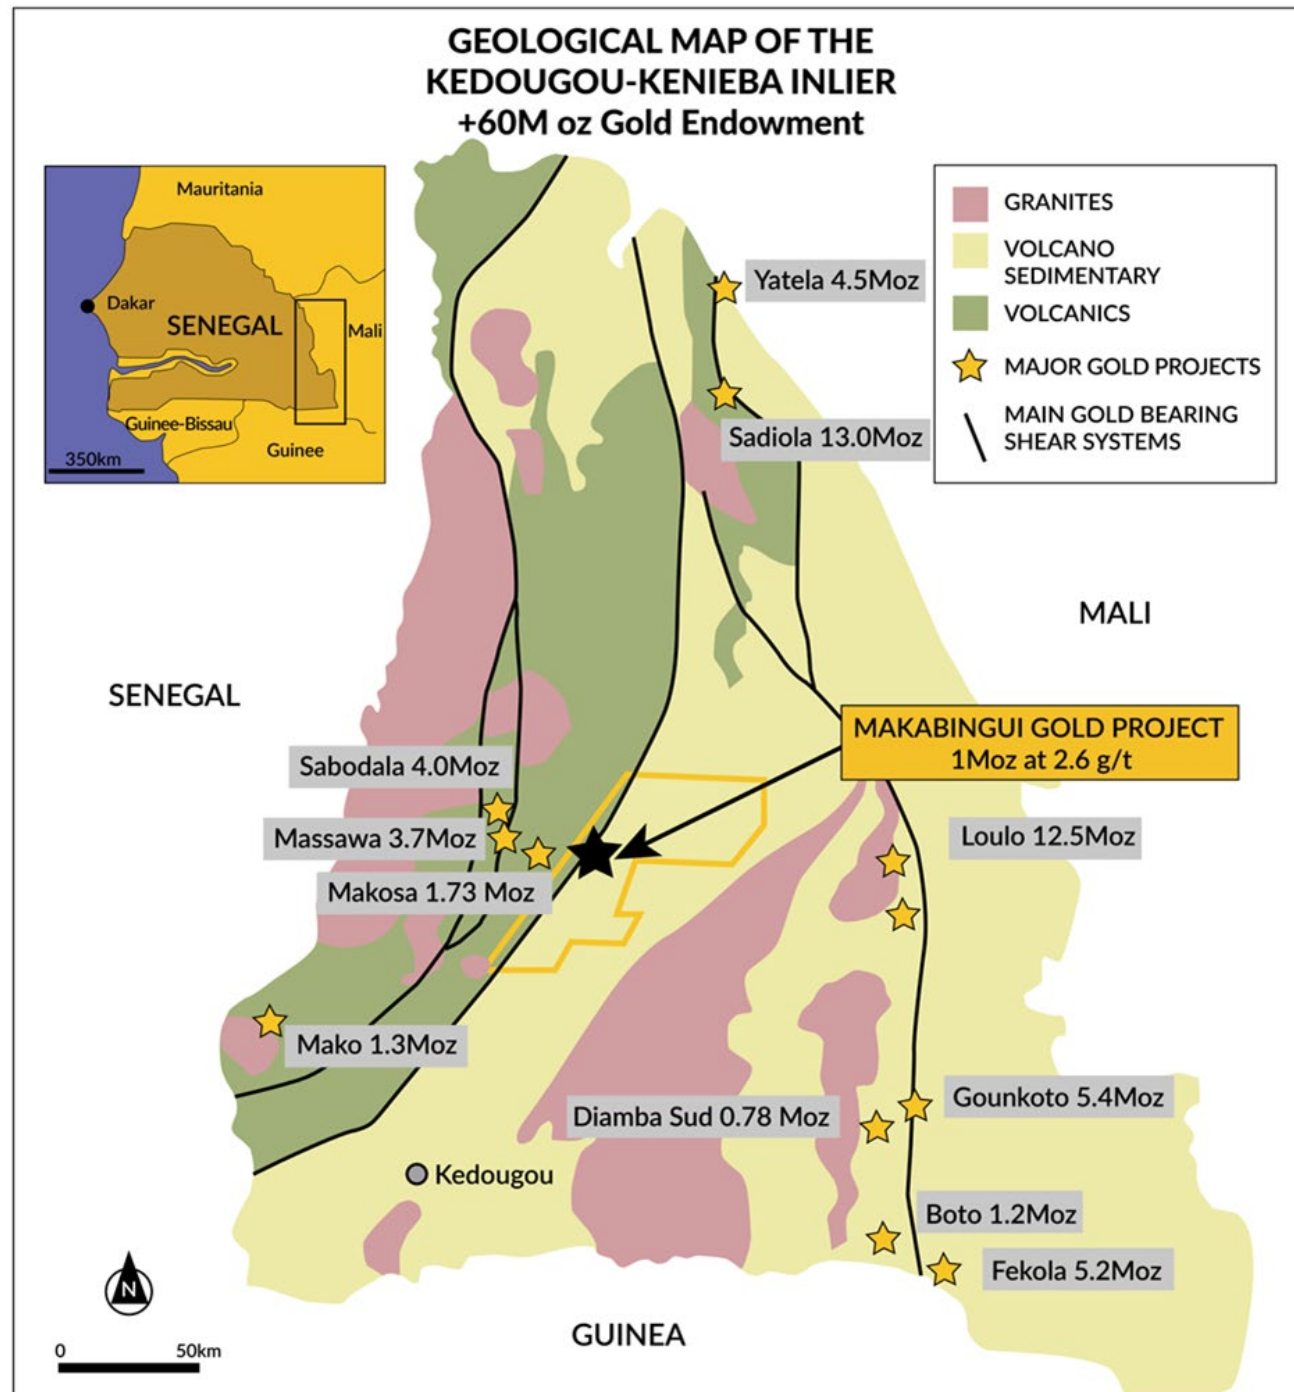 GEOLOGICAL MAP OF THE
KEDOUGOU-KENIEBA INLIER
+60M oz Gold Endowment
Mauritania
Dakar
SENEGAL
Mali
Guinee-Bissau
Guinee
350km
GRANITES
VOLCANO
SEDIMENTARY
VOLCANICS
MAJOR GOLD PROJECTS
MAIN GOLD BEARING
SHEAR SYSTEMS
Yatela 4.5Moz
Sadiola 13.0Moz
MALI
SENEGAL
MAKABINGUI GOLD PROJECT
1Moz at 2.6 g/t
Sabodala 4.0Moz
Massawa 3.7Moz
Makosa 1.73 Moz
Loulo 12.5Moz
Mako 1.3Moz
Gounkoto 5.4Moz
Diamba Sud 0.78 Moz
Kedougou
Boto 1.2Moz
Fekola 5.2Moz
N
GUINEA
0 50km